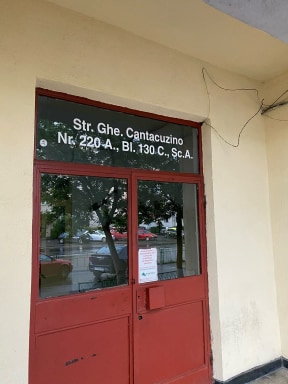 Str. Ghe. Cantacuzino
Nr. 220 A., Bl. 130 C., Sc.A.